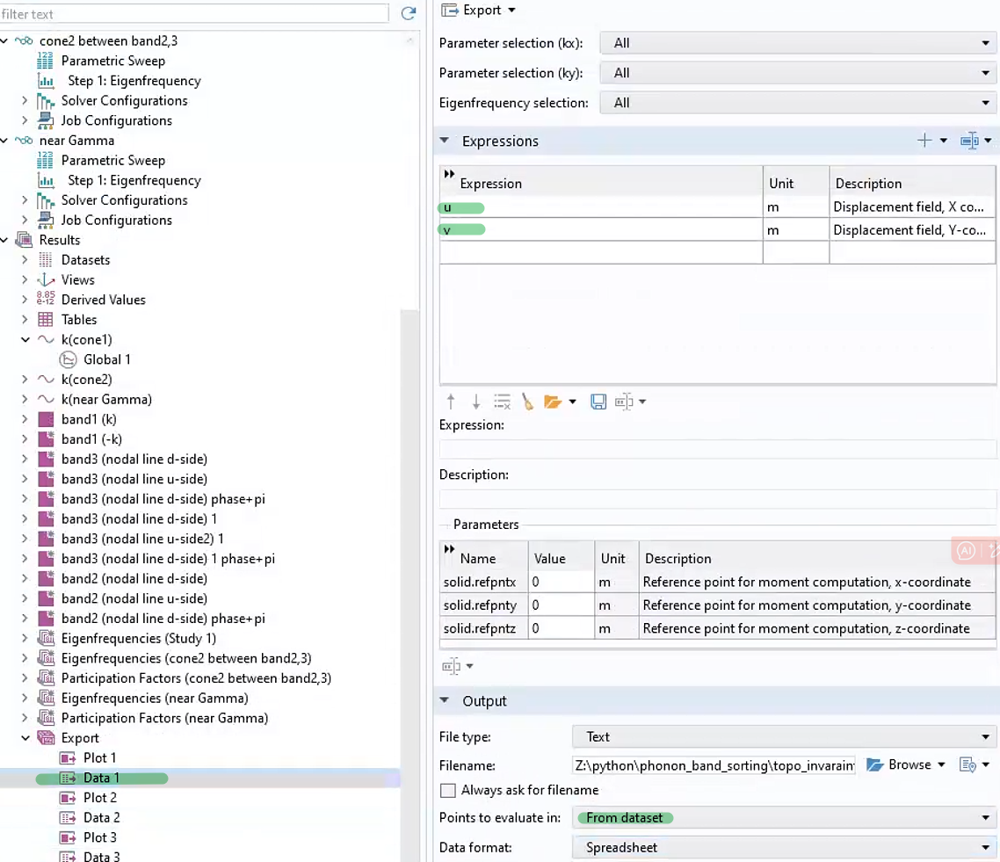 filter text
cone2 between band2,3
Parametric Sweep
Step 1: Eigenfrequency
Solver Configurations
Job Configurations
near Gamma
Parametric Sweep
Step 1: Eigenfrequency
Solver Configurations
Job Configurations
Results
Datasets
Views
8.85
e-12 Derived Values
Tables
k(cone1)
Global 1
k(cone2)
k(near Gamma)
band1 (k)
band1 (-k)
band3 (nodal line d-side)
band3 (nodal line u-side)
band3 (nodal line d-side) phase+pi
band3 (nodal line d-side) 1
band3 (nodal line u-side2) 1
band3 (nodal line d-side) 1 phase+pi
band2 (nodal line d-side)
band2 (nodal line u-side)
band2 (nodal line d-side) phase+pi
Eigenfrequencies (Study 1)
Eigenfrequencies (cone2 between band2,3)
Participation Factors (cone2 between band2,3)
Eigenfrequencies (near Gamma)
Participation Factors (near Gamma)
Export
Plot 1
Data 1
Plot 2
Data 2
Plot 3
Data 3
Export
Parameter selection (kx): All
Parameter selection (ky): All
Eigenfrequency selection: All
Expressions
Expression Unit Description
u m Displacement field, X co...
v m Displacement field, Y-co...
Expression:
Description:
Parameters
Name Value Unit Description
solid.refpntx 0 m Reference point for moment computation, x-coordinate
solid.refpnty 0 m Reference point for moment computation, y-coordinate
solid.refpntz 0 m Reference point for moment computation, z-coordinate
AI
Output
File type: Text
Filename: Z:\python\phonon_band_sorting\topo_invarain Browse
Always ask for filename
Points to evaluate in: From dataset
Data format: Spreadsheet